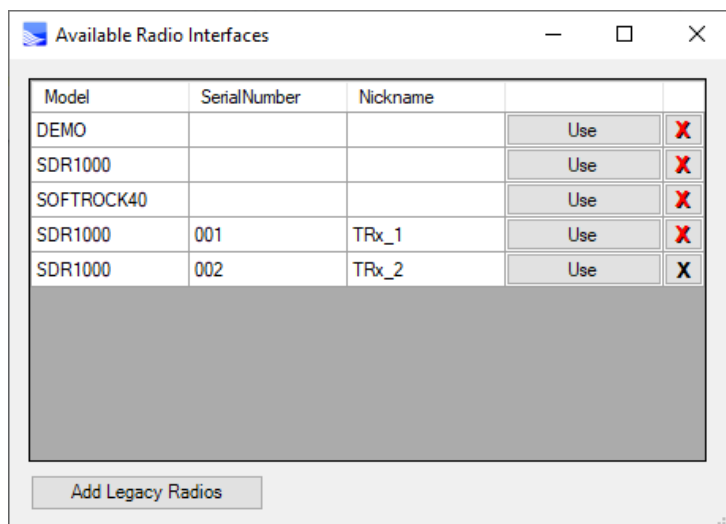 Available Radio Interfaces
Model SerialNumber Nickname
DEMO Use X
SDR1000 Use X
SOFTROCK40 Use X
SDR1000 001 TRx_1 Use X
SDR1000 002 TRx_2 Use X
Add Legacy Radios